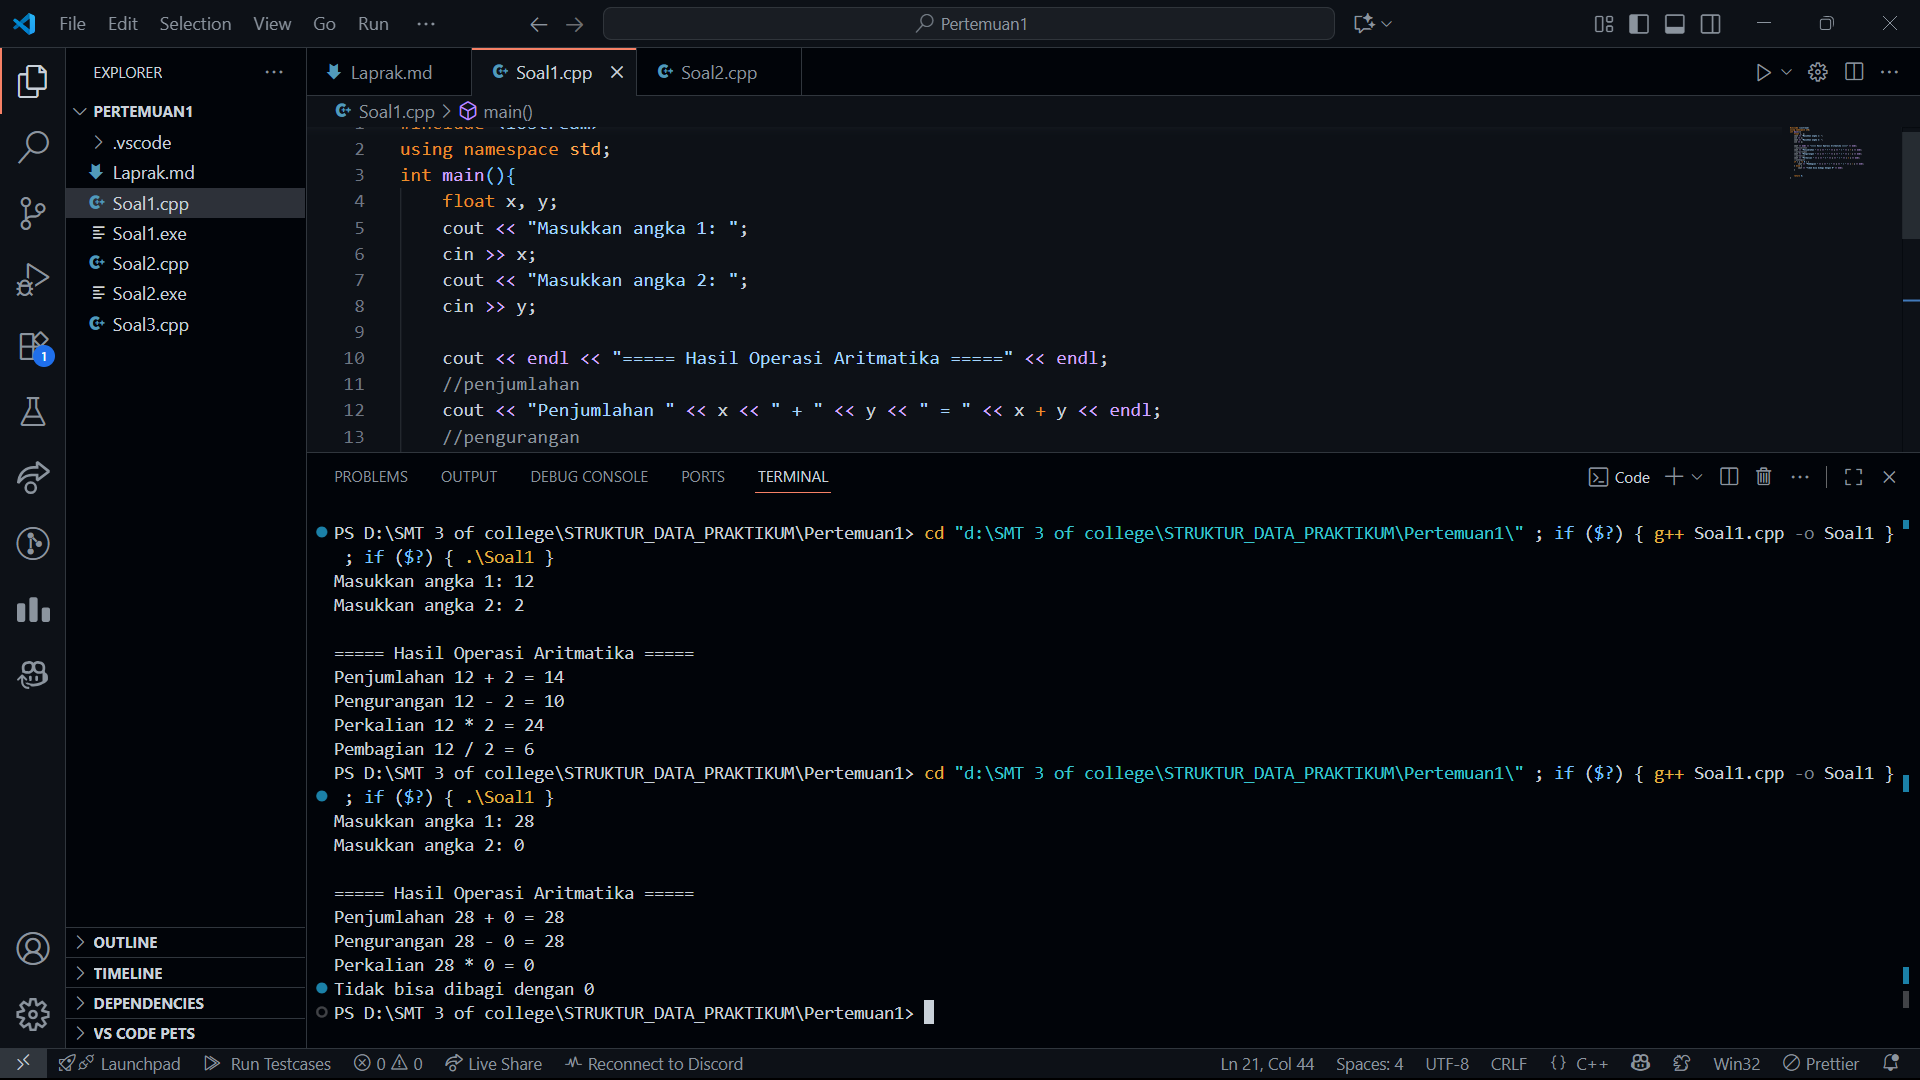 File Edit Selection View Go Run ··· Pertemuan1
EXPLORER ···
PERTEMUAN1
.vscode
Laprak.md
Soal1.cpp
Soal1.exe
Soal2.cpp
Soal2.exe
Soal3.cpp
1
OUTLINE
TIMELINE
DEPENDENCIES
VS CODE PETS
Laprak.md Soal1.cpp Soal2.cpp
Soal1.cpp > main()
1 #include <iostream>
2 using namespace std;
3 int main(){
4 float x, y;
5 cout << "Masukkan angka 1: ";
6 cin >> x;
7 cout << "Masukkan angka 2: ";
8 cin >> y;
9
10 cout << endl << "===== Hasil Operasi Aritmatika =====" << endl;
11 //penjumlahan
12 cout << "Penjumlahan " << x << " + " << y << " = " << x + y << endl;
13 //pengurangan
PROBLEMS OUTPUT DEBUG CONSOLE PORTS TERMINAL Code
PS D:\SMT 3 of college\STRUKTUR_DATA_PRAKTIKUM\Pertemuan1> cd "d:\SMT 3 of college\STRUKTUR_DATA_PRAKTIKUM\Pertemuan1\" ; if ($?) { g++ Soal1.cpp -o Soal1 }
; if ($?) { .\Soal1 }
Masukkan angka 1: 12
Masukkan angka 2: 2
===== Hasil Operasi Aritmatika =====
Penjumlahan 12 + 2 = 14
Pengurangan 12 - 2 = 10
Perkalian 12 * 2 = 24
Pembagian 12 / 2 = 6
PS D:\SMT 3 of college\STRUKTUR_DATA_PRAKTIKUM\Pertemuan1> cd "d:\SMT 3 of college\STRUKTUR_DATA_PRAKTIKUM\Pertemuan1\" ; if ($?) { g++ Soal1.cpp -o Soal1 }
; if ($?) { .\Soal1 }
Masukkan angka 1: 28
Masukkan angka 2: 0
===== Hasil Operasi Aritmatika =====
Penjumlahan 28 + 0 = 28
Pengurangan 28 - 0 = 28
Perkalian 28 * 0 = 0
Tidak bisa dibagi dengan 0
PS D:\SMT 3 of college\STRUKTUR_DATA_PRAKTIKUM\Pertemuan1>
Launchpad Run Testcases 0 0 Live Share Reconnect to Discord Ln 21, Col 44 Spaces: 4 UTF-8 CRLF {} C++ Win32 Prettier